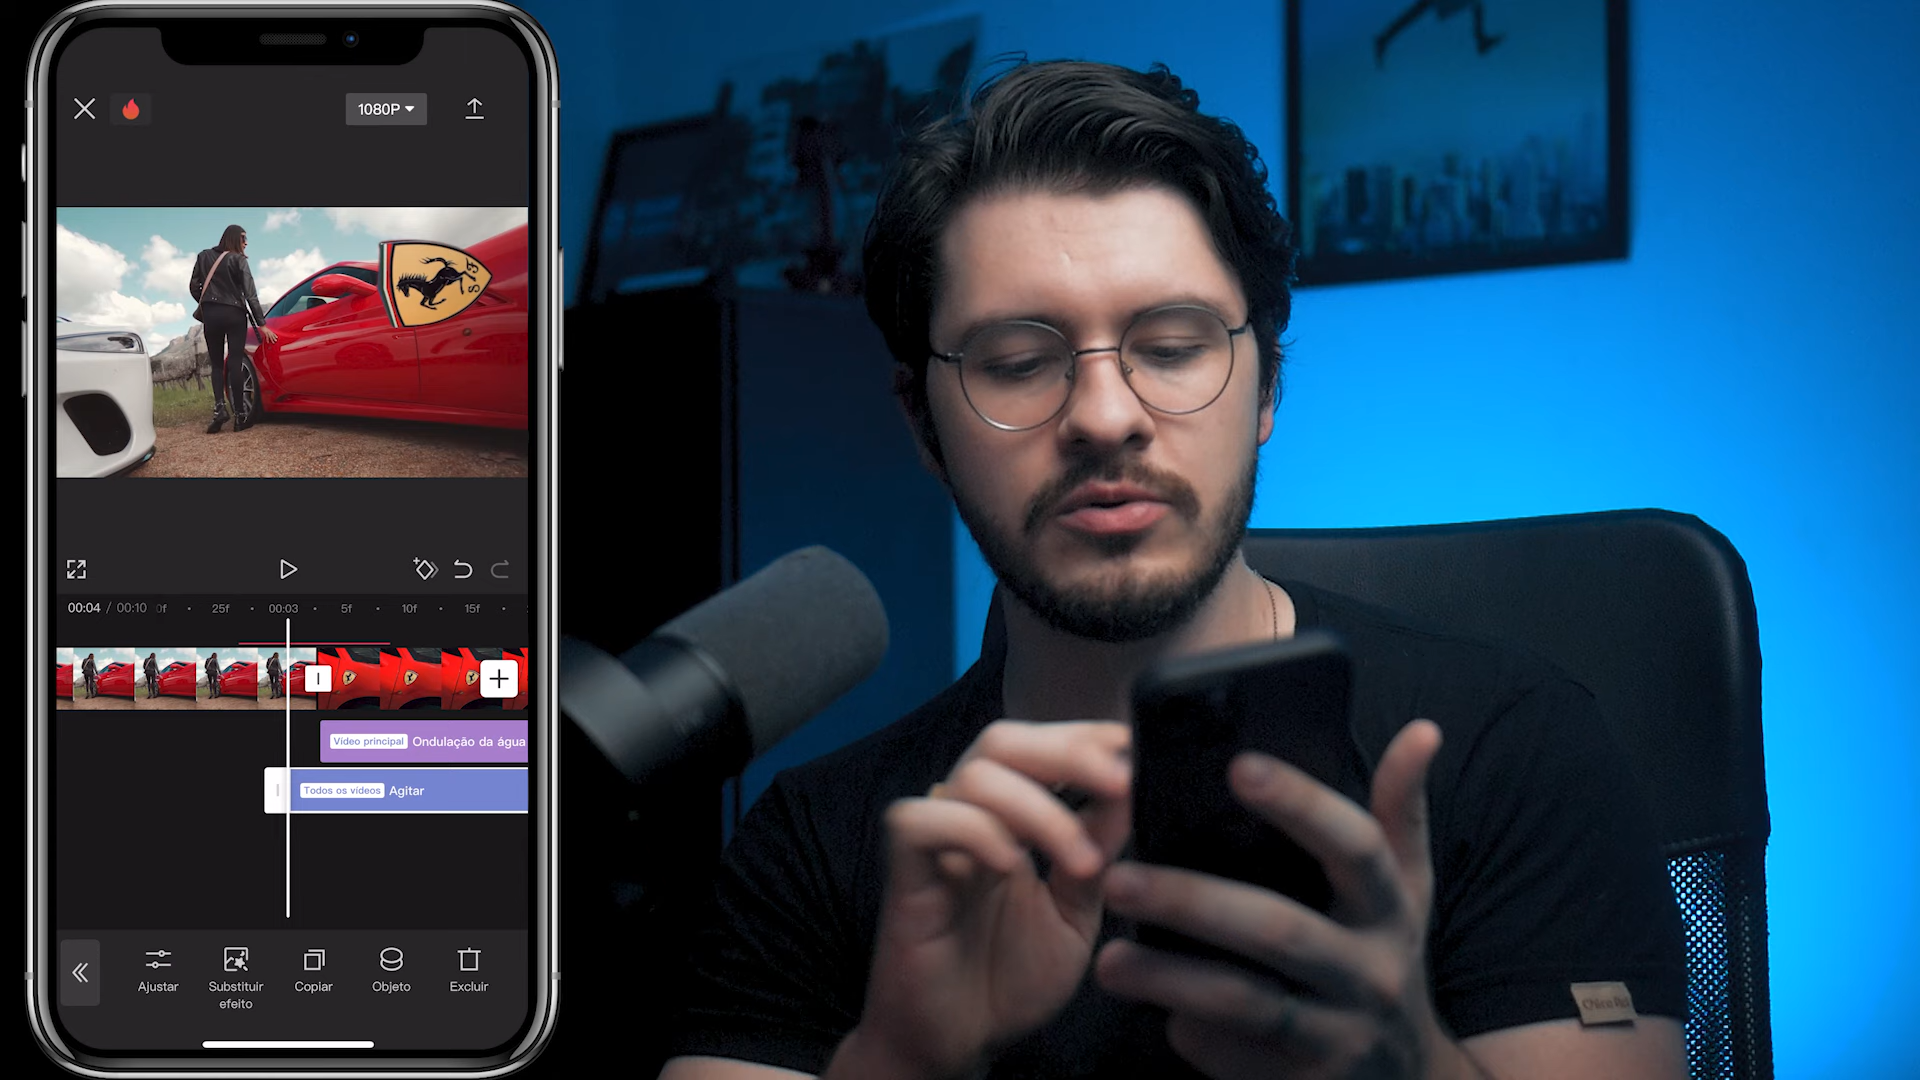 1080P
S F
00:04 / 00:10 0f 25f 00:03 5f 10f 15f
Vídeo principal Ondulação da água
Todos os vídeos Agitar
Ajustar Substituir efeito Copiar Objeto Excluir